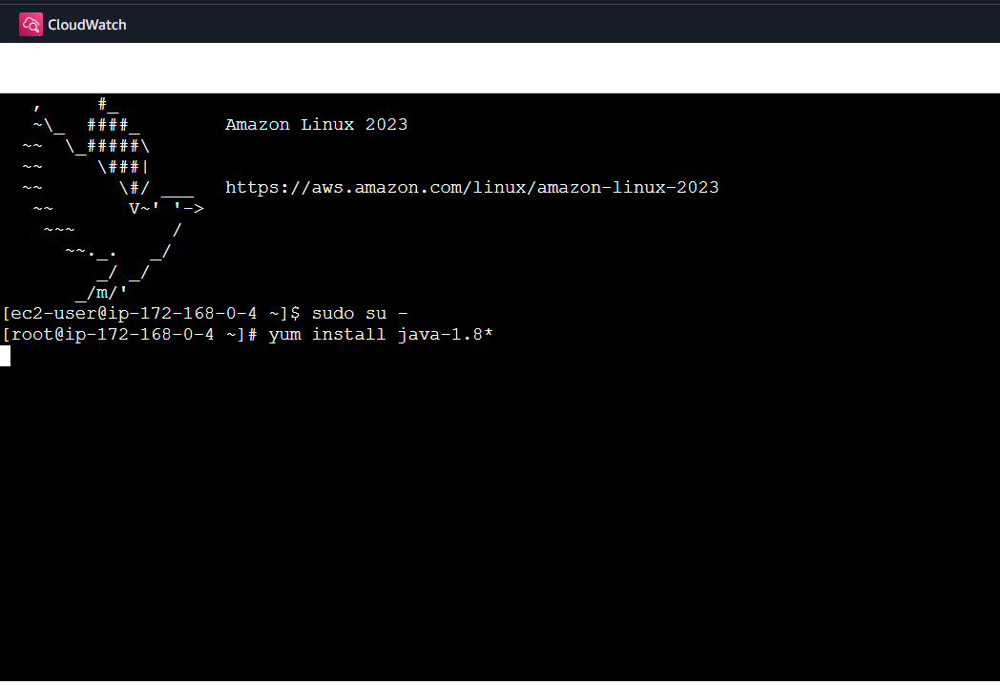 CloudWatch
   ,     #_
   ~\_  ####_        Amazon Linux 2023
  ~~  \_#####\
  ~~     \###|
  ~~       \#/ ___   https://aws.amazon.com/linux/amazon-linux-2023
   ~~       V~' '->
    ~~~         /
      ~~._.   _/
         _/ _/
       _/m/'
[ec2-user@ip-172-168-0-4 ~]$ sudo su -
[root@ip-172-168-0-4 ~]# yum install java-1.8*